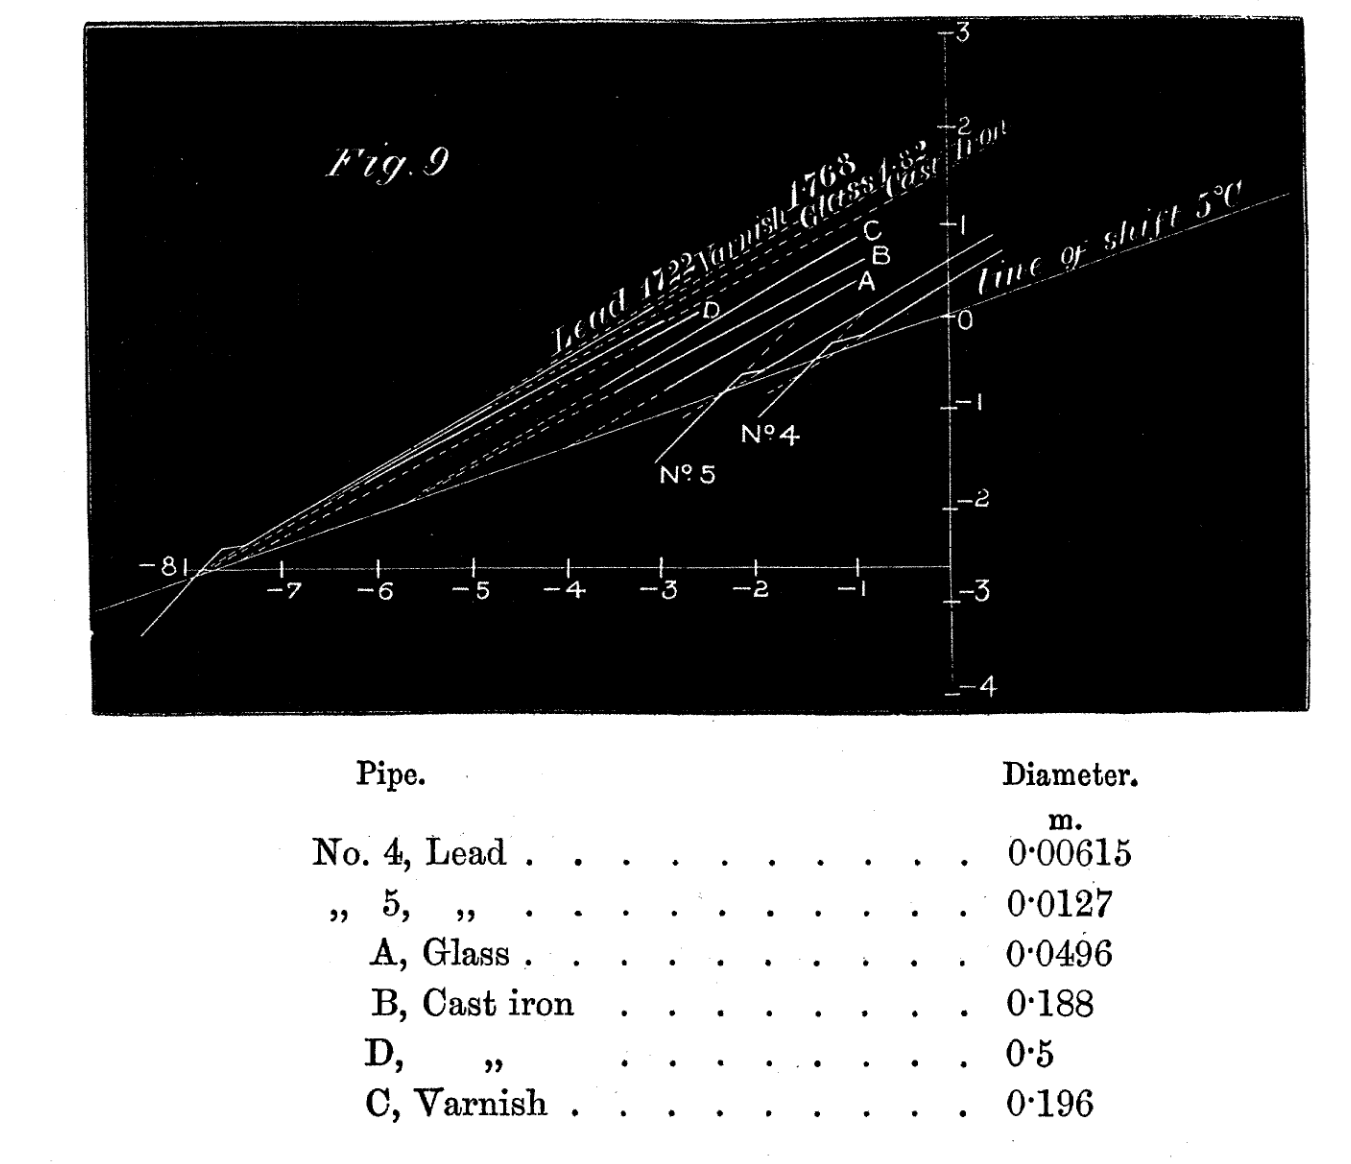 3
2
Fig. 9
Lead 1722 Varnish 1·768 Glass 1·82 Cast Iron
C
B
A
D
1
line of shift 5°C
0
−1
Nº 4
Nº 5
−2
−8
−7 −6 −5 −4 −3 −2 −1
−3
−4
Pipe. Diameter.
m.
No. 4, Lead . . . . . . . . . . 0·00615
„ 5, „ . . . . . . . . . . 0·0127
A, Glass . . . . . . . . . . 0·0496
B, Cast iron . . . . . . . . 0·188
D, „ . . . . . . . . 0·5
C, Varnish . . . . . . . . . 0·196